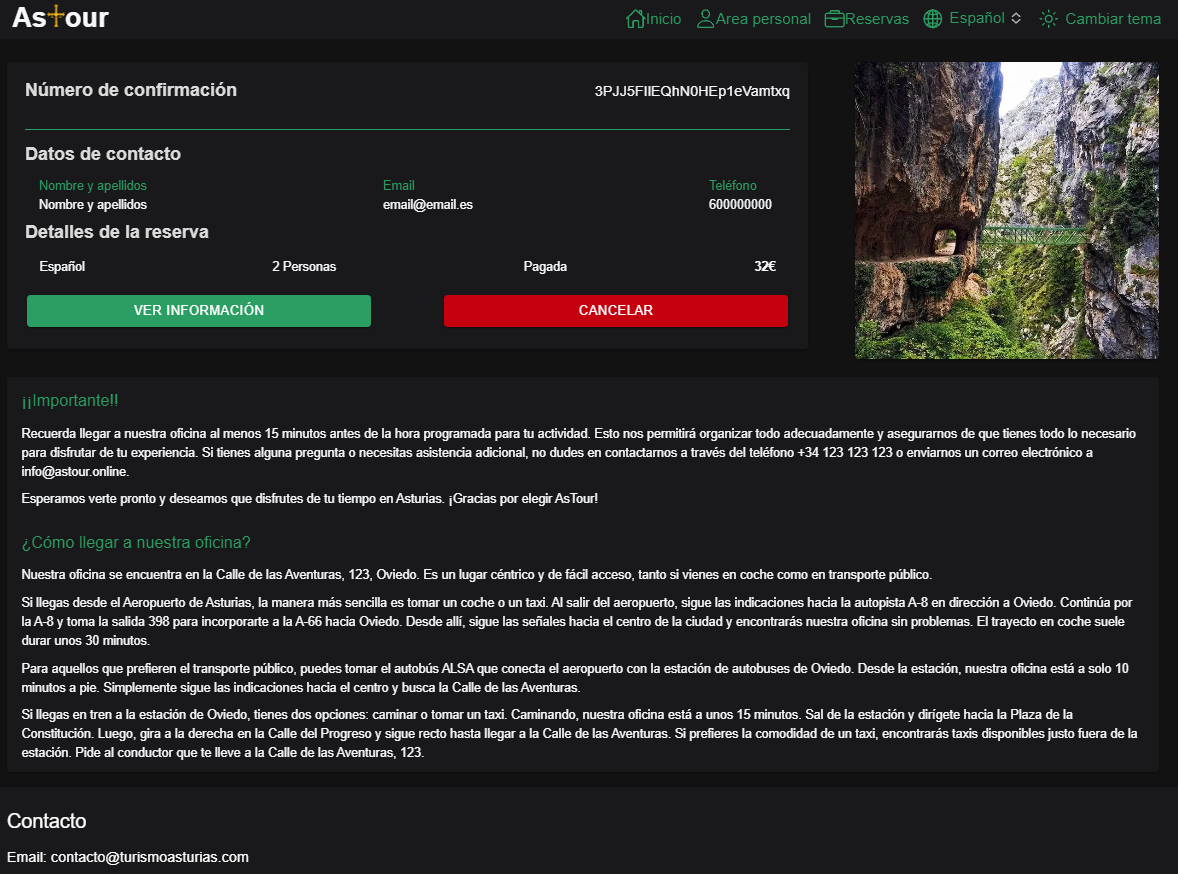 AsTour
Inicio Area personal Reservas Español Cambiar tema
Número de confirmación 3PJJ5FIIEQhN0HEp1eVamtxq
Datos de contacto
Nombre y apellidos Email Teléfono
Nombre y apellidos email@email.es 600000000
Detalles de la reserva
Español 2 Personas Pagada 32€
VER INFORMACIÓN CANCELAR
¡¡Importante!!
Recuerda llegar a nuestra oficina al menos 15 minutos antes de la hora programada para tu actividad. Esto nos permitirá organizar todo adecuadamente y asegurarnos de que tienes todo lo necesario
para disfrutar de tu experiencia. Si tienes alguna pregunta o necesitas asistencia adicional, no dudes en contactarnos a través del teléfono +34 123 123 123 o enviarnos un correo electrónico a
info@astour.online.
Esperamos verte pronto y deseamos que disfrutes de tu tiempo en Asturias. ¡Gracias por elegir AsTour!
¿Cómo llegar a nuestra oficina?
Nuestra oficina se encuentra en la Calle de las Aventuras, 123, Oviedo. Es un lugar céntrico y de fácil acceso, tanto si vienes en coche como en transporte público.
Si llegas desde el Aeropuerto de Asturias, la manera más sencilla es tomar un coche o un taxi. Al salir del aeropuerto, sigue las indicaciones hacia la autopista A-8 en dirección a Oviedo. Continúa por
la A-8 y toma la salida 398 para incorporarte a la A-66 hacia Oviedo. Desde allí, sigue las señales hacia el centro de la ciudad y encontrarás nuestra oficina sin problemas. El trayecto en coche suele
durar unos 30 minutos.
Para aquellos que prefieren el transporte público, puedes tomar el autobús ALSA que conecta el aeropuerto con la estación de autobuses de Oviedo. Desde la estación, nuestra oficina está a solo 10
minutos a pie. Simplemente sigue las indicaciones hacia el centro y busca la Calle de las Aventuras.
Si llegas en tren a la estación de Oviedo, tienes dos opciones: caminar o tomar un taxi. Caminando, nuestra oficina está a unos 15 minutos. Sal de la estación y dirígete hacia la Plaza de la
Constitución. Luego, gira a la derecha en la Calle del Progreso y sigue recto hasta llegar a la Calle de las Aventuras. Si prefieres la comodidad de un taxi, encontrarás taxis disponibles justo fuera de la
estación. Pide al conductor que te lleve a la Calle de las Aventuras, 123.
Contacto
Email: contacto@turismoasturias.com